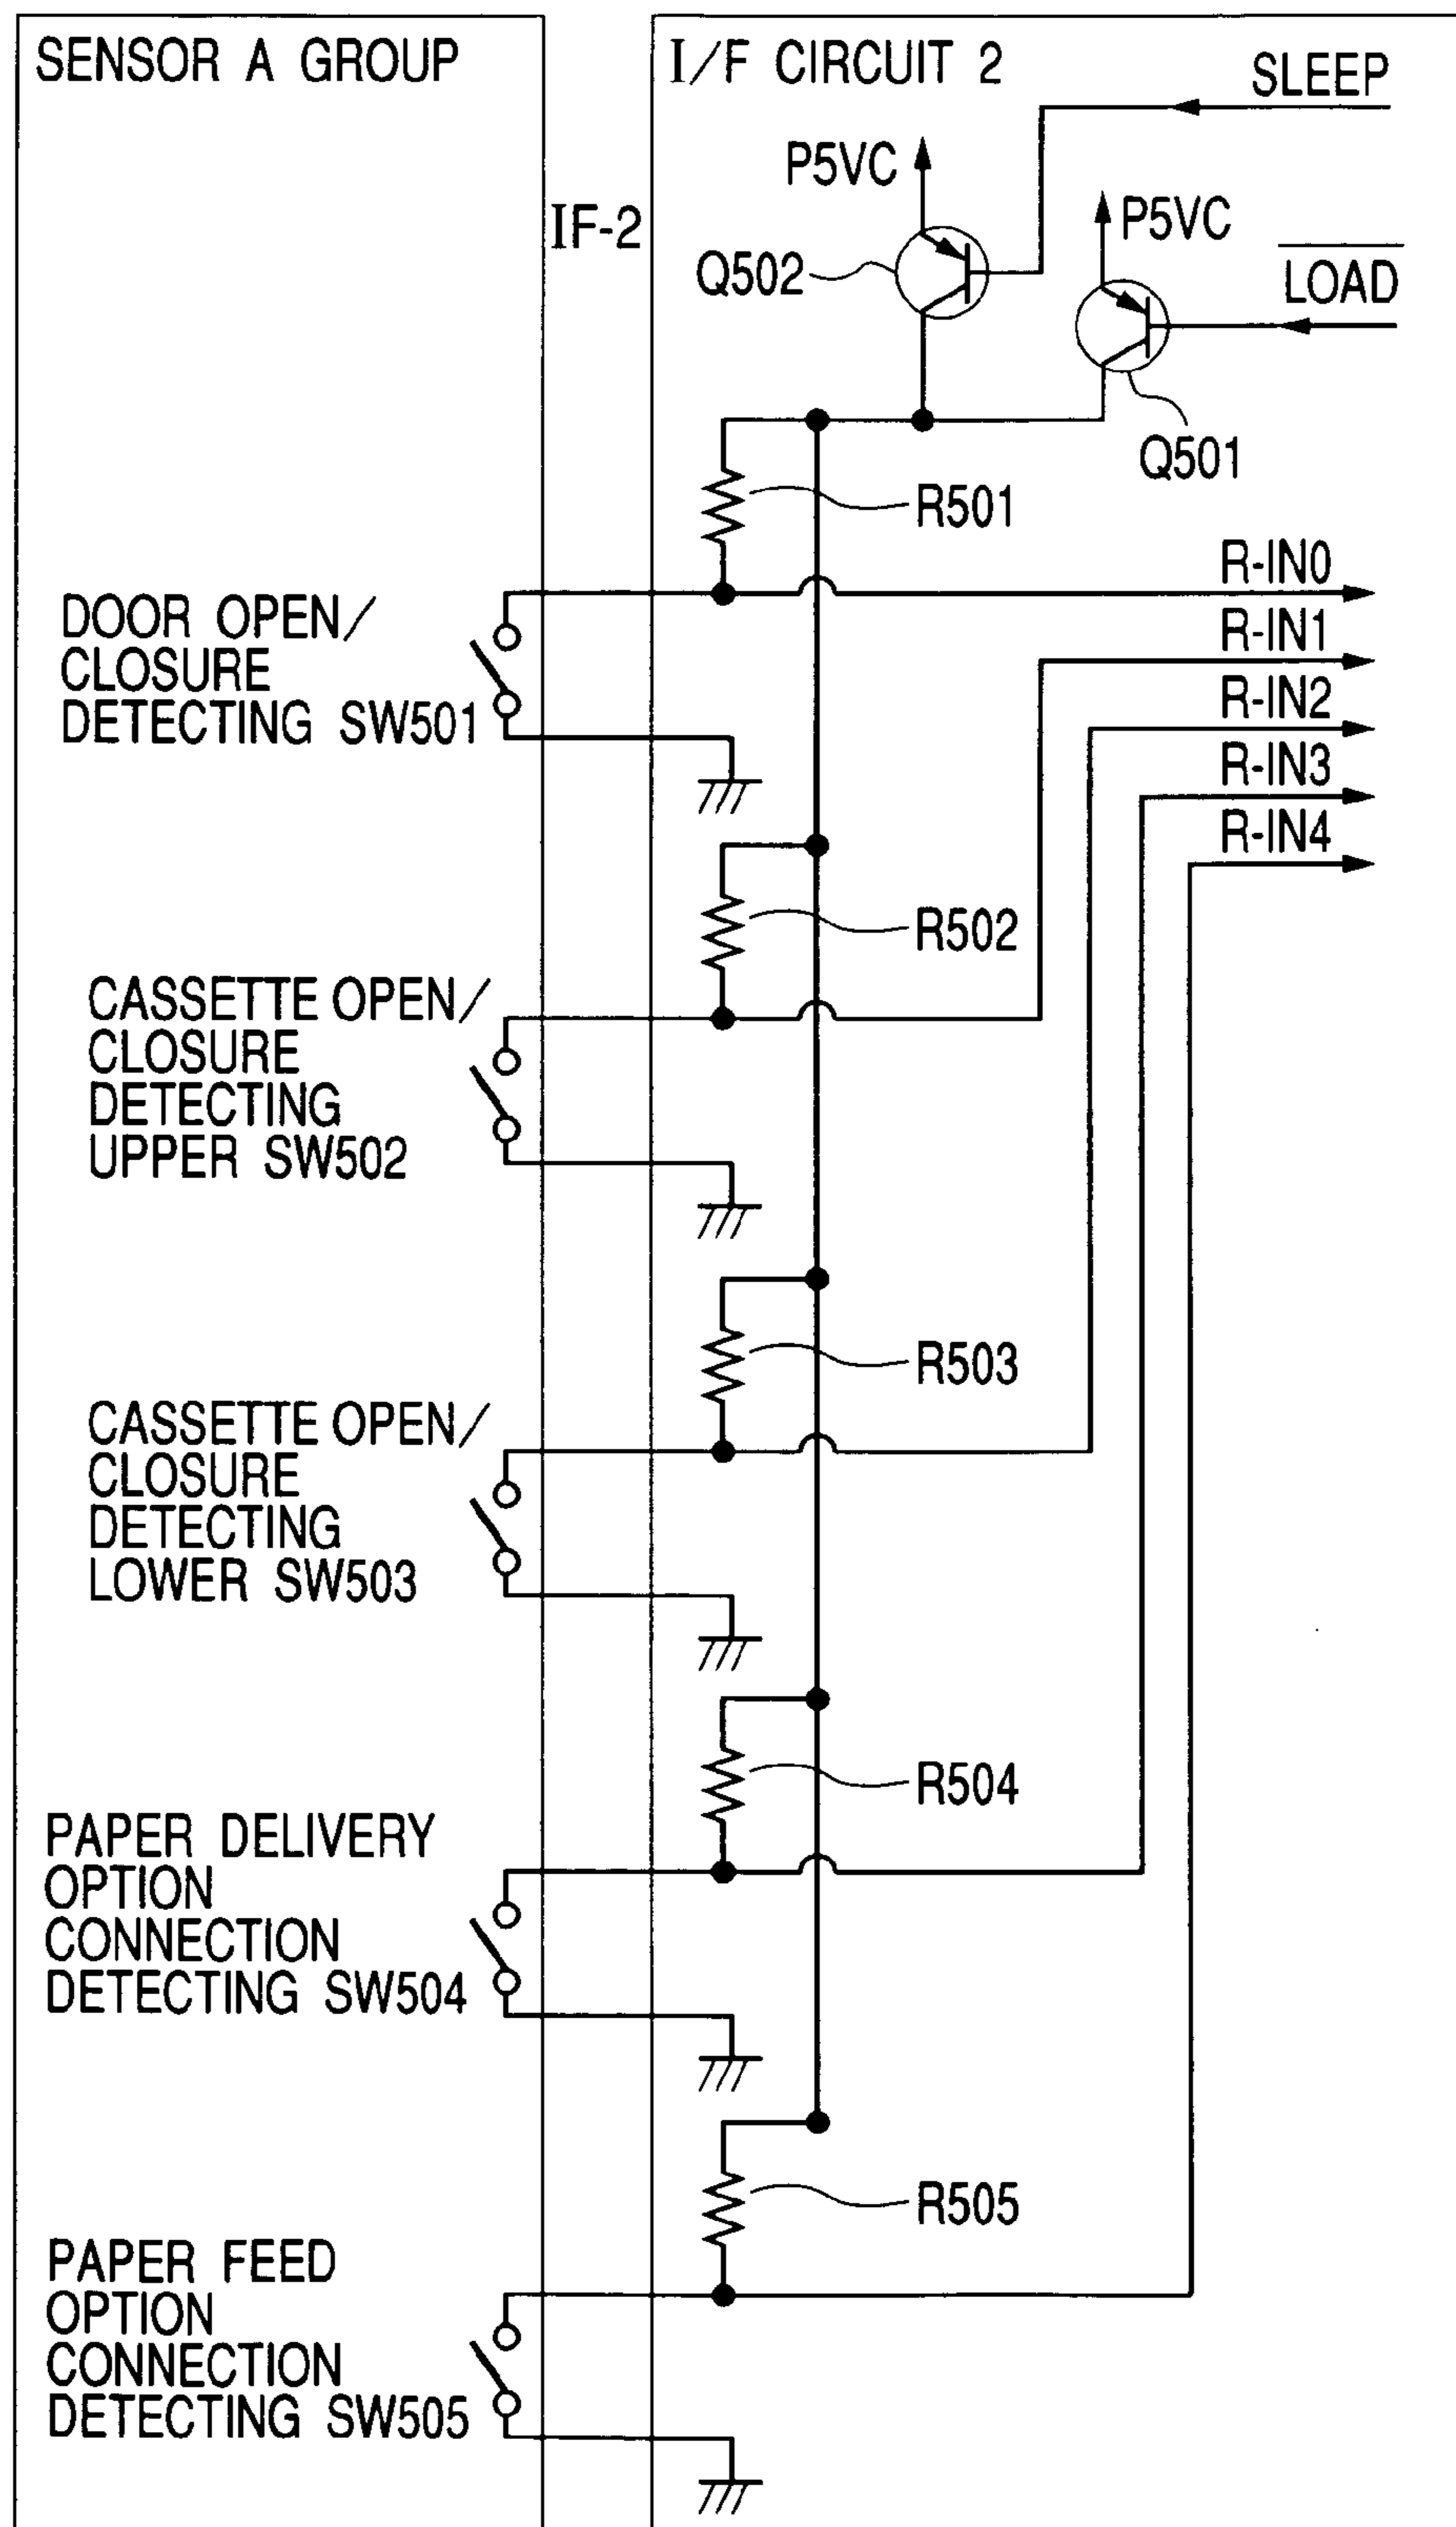 SENSOR A GROUP
I/F CIRCUIT 2
SLEEP
P5VC
P5VC
IF-2
Q502
LOAD
Q501
R501
R-IN0
DOOR OPEN/
CLOSURE
DETECTING SW501
R-IN1
R-IN2
R-IN3
R-IN4
R502
CASSETTE OPEN/
CLOSURE
DETECTING
UPPER SW502
R503
CASSETTE OPEN/
CLOSURE
DETECTING
LOWER SW503
R504
PAPER DELIVERY
OPTION
CONNECTION
DETECTING SW504
R505
PAPER FEED
OPTION
CONNECTION
DETECTING SW505